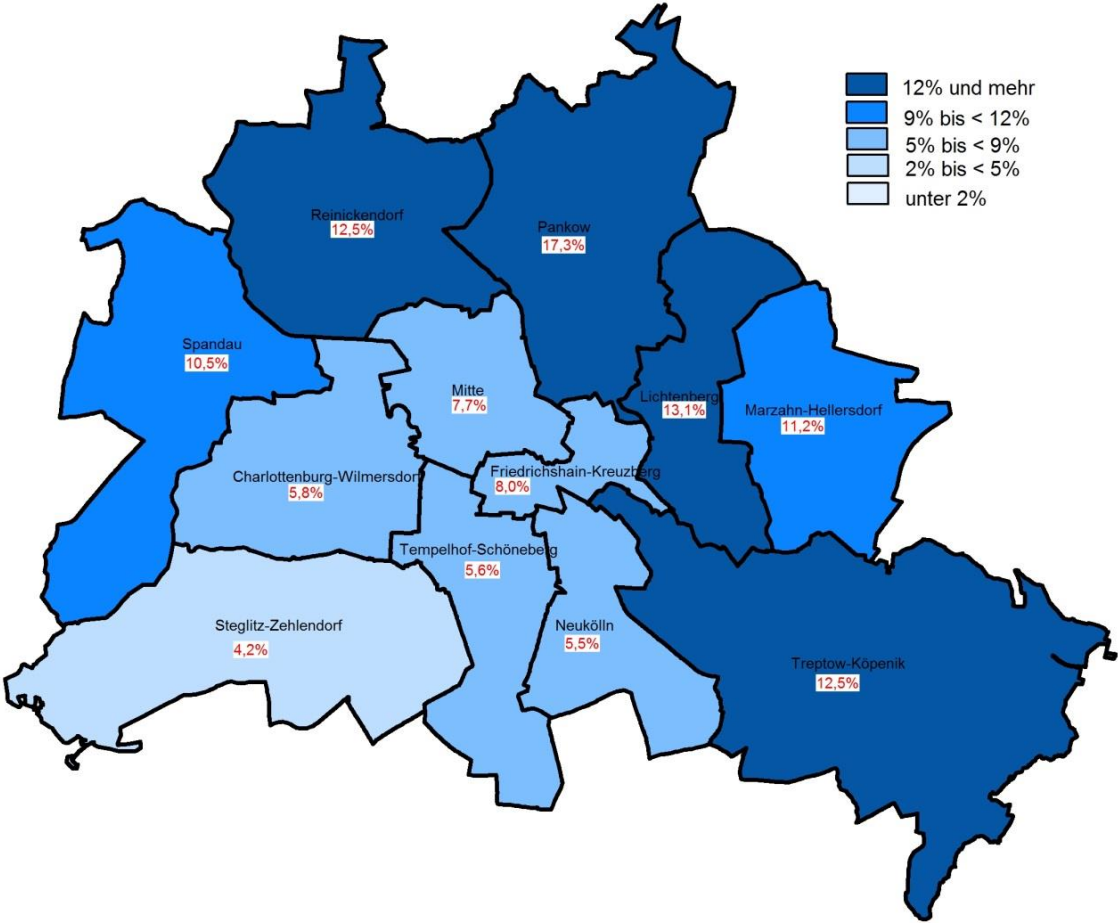 12% und mehr
9% bis < 12%
5% bis < 9%
2% bis < 5%
unter 2%
Reinickendorf
12,5%
Pankow
17,3%
Spandau
10,5%
Mitte
7,7%
Lichtenberg
13,1%
Marzahn-Hellersdorf
11,2%
Charlottenburg-Wilmersdorf
5,8%
Friedrichshain-Kreuzberg
8,0%
Tempelhof-Schöneberg
5,6%
Steglitz-Zehlendorf
4,2%
Neukölln
5,5%
Treptow-Köpenik
12,5%